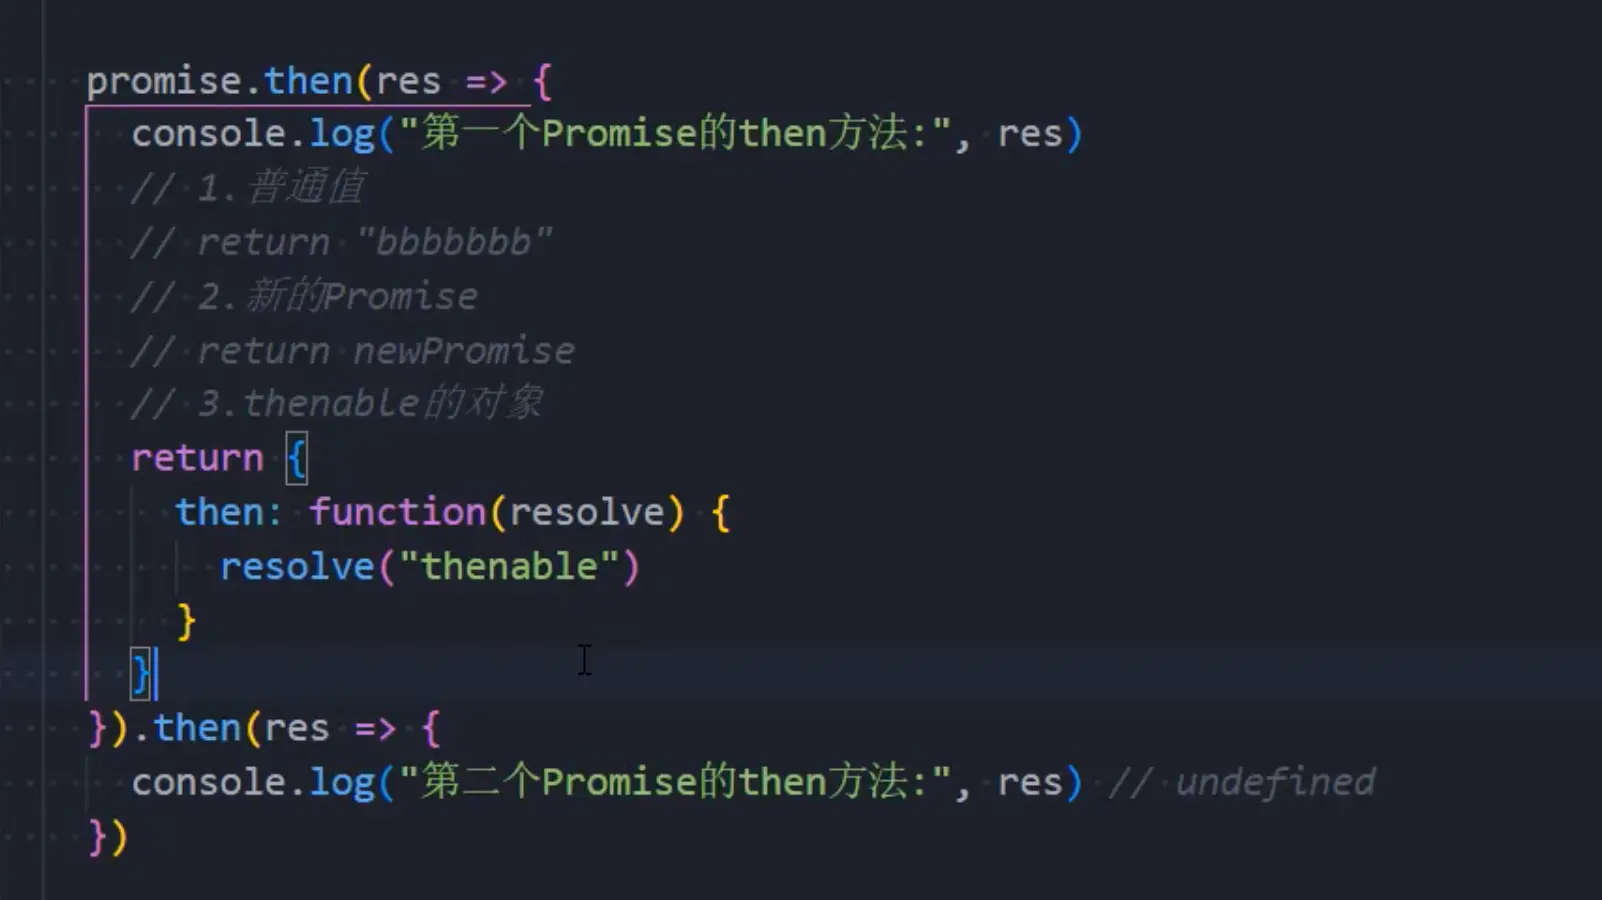 promise.then(res => {
console.log("第一个Promise的then方法:", res)
// 1.普通值
// return "bbbbbbb"
// 2.新的Promise
// return newPromise
// 3.thenable的对象
return {
then: function(resolve) {
resolve("thenable")
}
}
}).then(res => {
console.log("第二个Promise的then方法:", res) // undefined
})